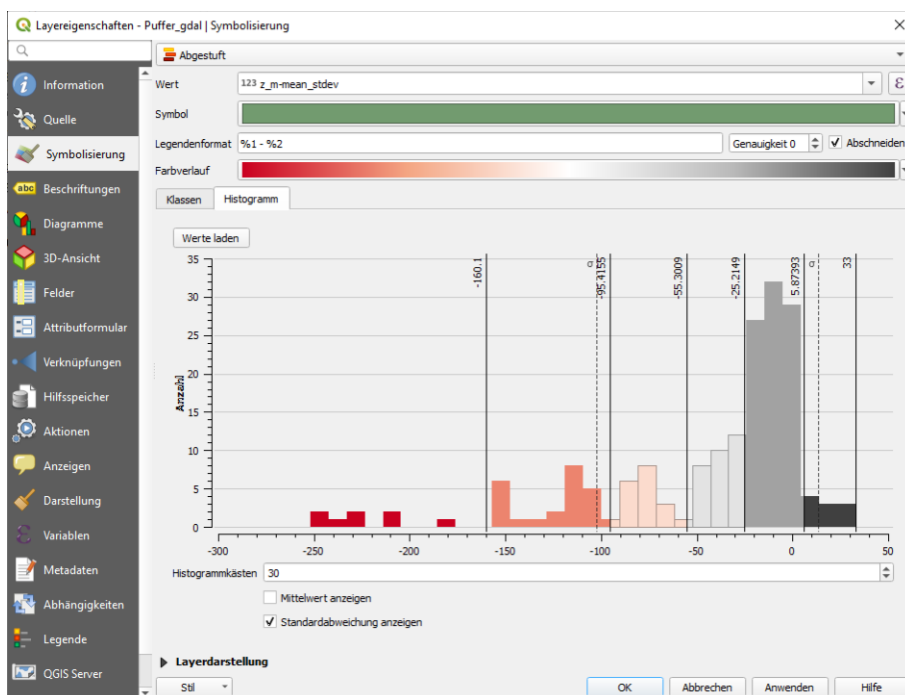 Layereigenschaften - Puffer_gdal | Symbolisierung
Information
Quelle
Symbolisierung
Beschriftungen
Diagramme
3D-Ansicht
Felder
Attributformular
Verknüpfungen
Hilfsspeicher
Aktionen
Anzeigen
Darstellung
Variablen
Metadaten
Abhängigkeiten
Legende
QGIS Server
Abgestuft
Wert
123 z_m-mean_stdev
ε
Symbol
Legendenformat
%1 - %2
Genauigkeit 0
Abschneiden
Farbverlauf
Klassen
Histogramm
Werte laden
35
30
25
20
15
10
5
0
Anzahl
-160.1
σ
-95.4155
-55.3009
-25.2149
5.87393
σ
33
-300
-250
-200
-150
-100
-50
0
50
Histogrammkästen
30
Mittelwert anzeigen
Standardabweichung anzeigen
Layerdarstellung
Stil
OK
Abbrechen
Anwenden
Hilfe